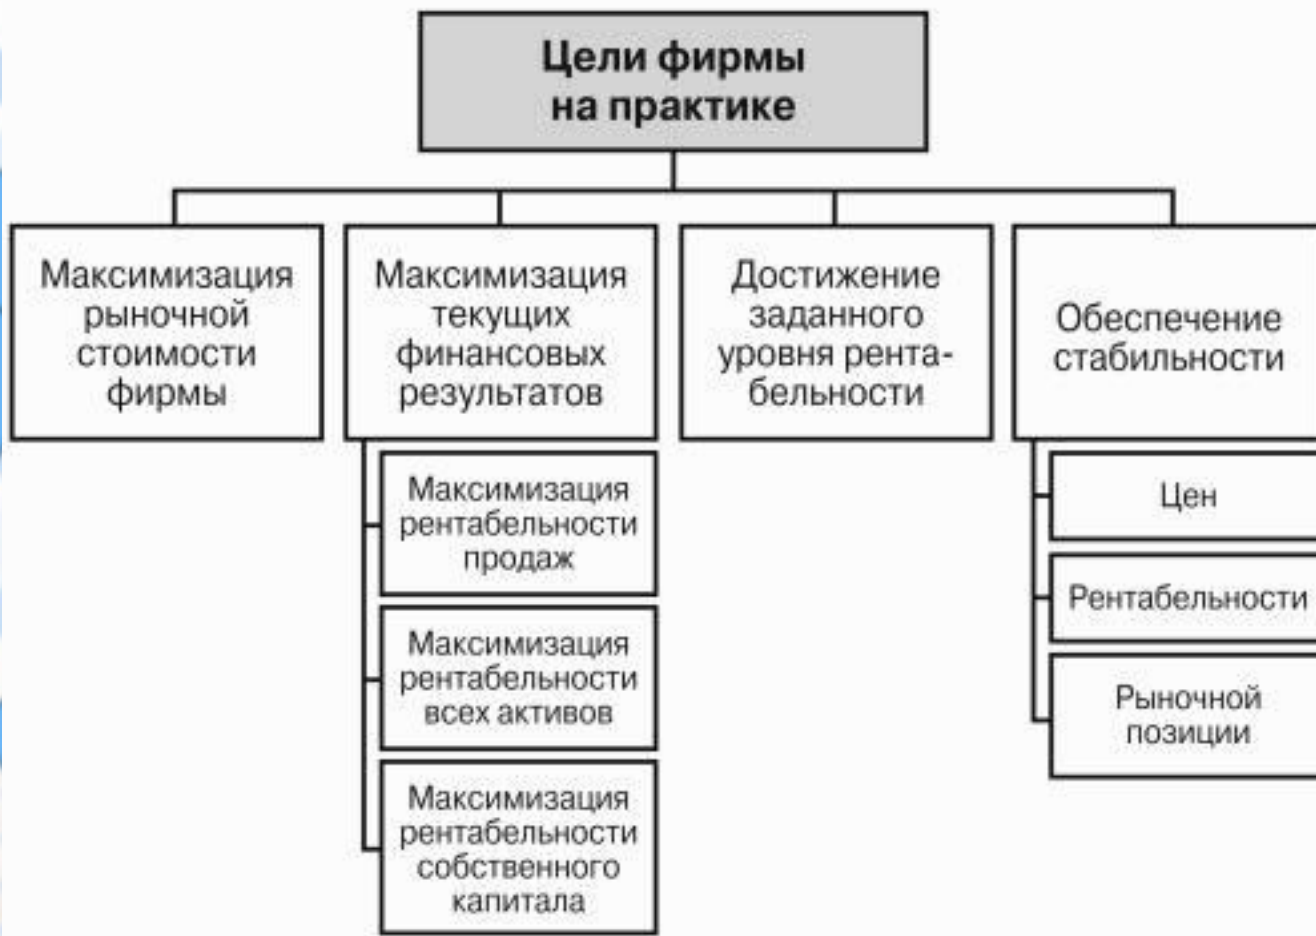 Цели фирмы
на практике
Максимизация
рыночной
стоимости
фирмы
Максимизация
текущих
финансовых
результатов
Максимизация
рентабельности
продаж
Максимизация
рентабельности
всех активов
Максимизация
рентабельности
собственного
капитала
Достижение
заданного
уровня рента-
бельности
Обеспечение
стабильности
Цен
Рентабельности
Рыночной
позиции